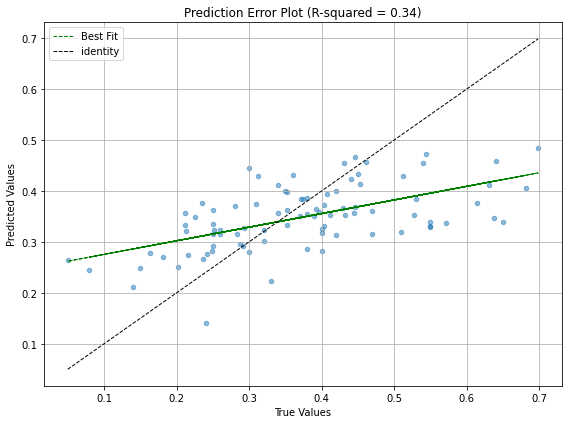 Prediction Error Plot (R-squared = 0.34)
Best Fit
identity
Predicted Values
0.7
0.6
0.5
0.4
0.3
0.2
0.1
0.1 0.2 0.3 0.4 0.5 0.6 0.7
True Values